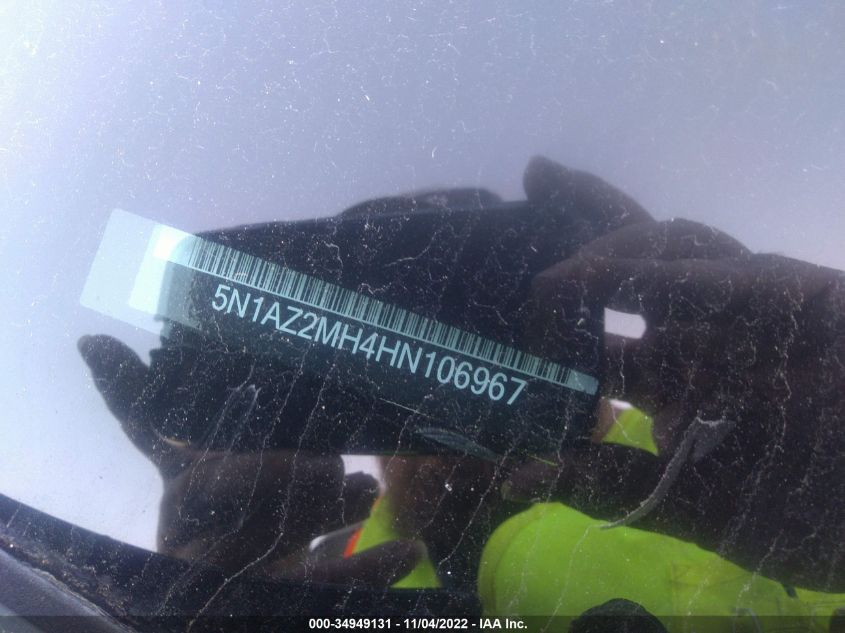 5N1AZ2MH4HN106967
000-34949131 - 11/04/2022 - IAA Inc.